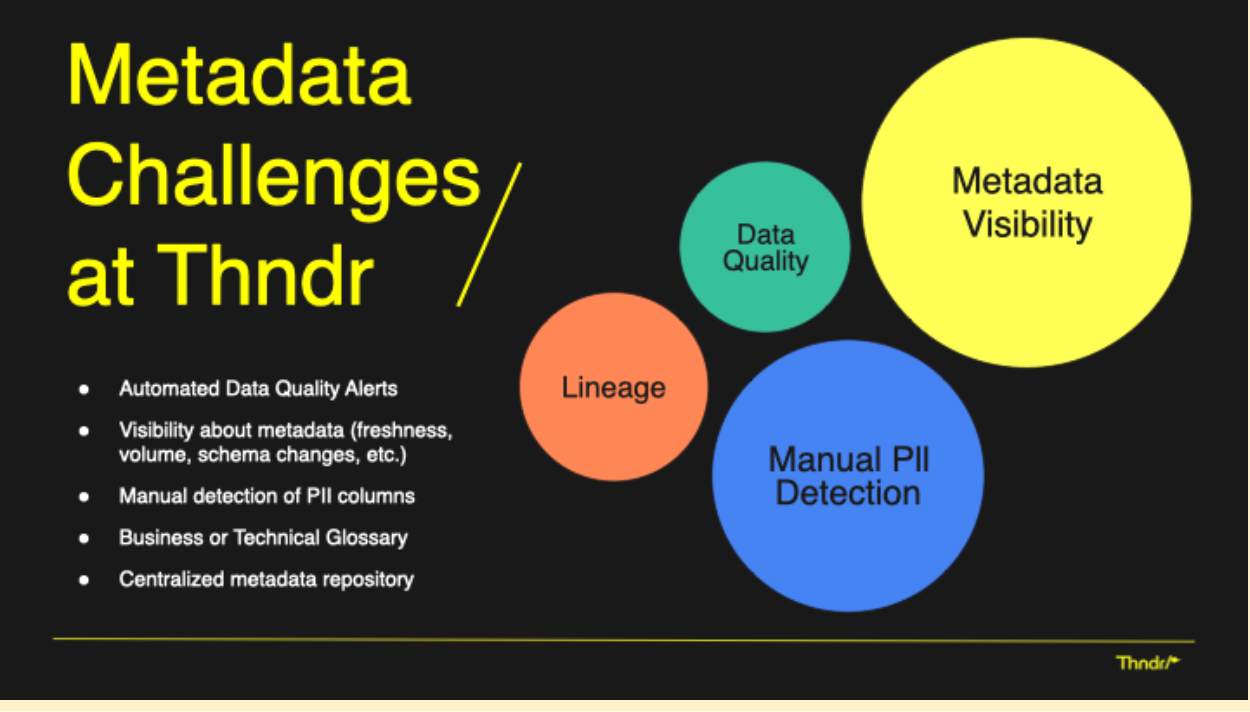 Metadata
Challenges
at Thndr
● Automated Data Quality Alerts
● Visibility about metadata (freshness,
volume, schema changes, etc.)
● Manual detection of PII columns
● Business or Technical Glossary
● Centralized metadata repository
Metadata
Visibility
Data
Quality
Lineage
Manual PII
Detection
Thndr/